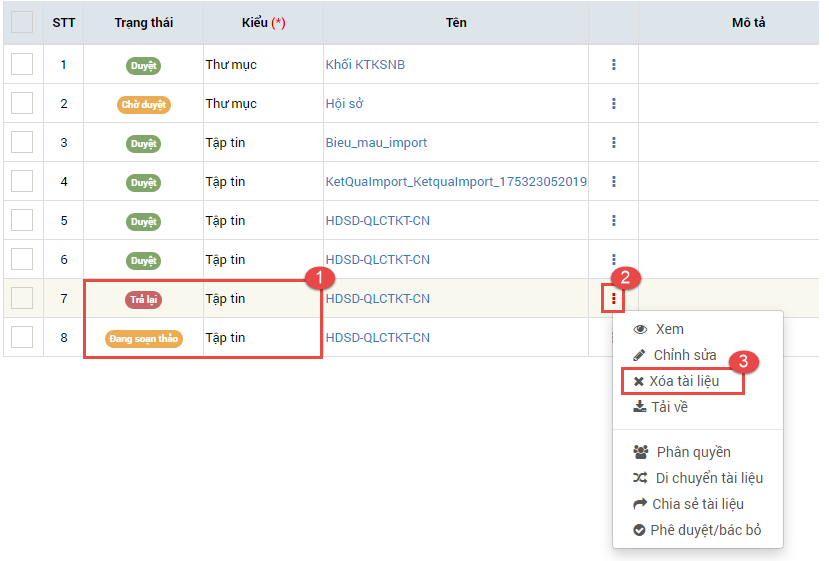 STT Trạng thái Kiểu (*) Tên Mô tả
1 Duyệt Thư mục Khối KTKSNB
2 Chờ duyệt Thư mục Hội sở
3 Duyệt Tập tin Bieu_mau_import
4 Duyệt Tập tin KetQuaImport_KetquaImport_175323052019
5 Duyệt Tập tin HDSD-QLCTKT-CN
6 Duyệt Tập tin HDSD-QLCTKT-CN
1 2
7 Trả lại Tập tin HDSD-QLCTKT-CN
8 Đang soạn thảo Tập tin HDSD-QLCTKT-CN
Xem
Chỉnh sửa
3
Xóa tài liệu
Tải về
Phân quyền
Di chuyển tài liệu
Chia sẻ tài liệu
Phê duyệt/bác bỏ